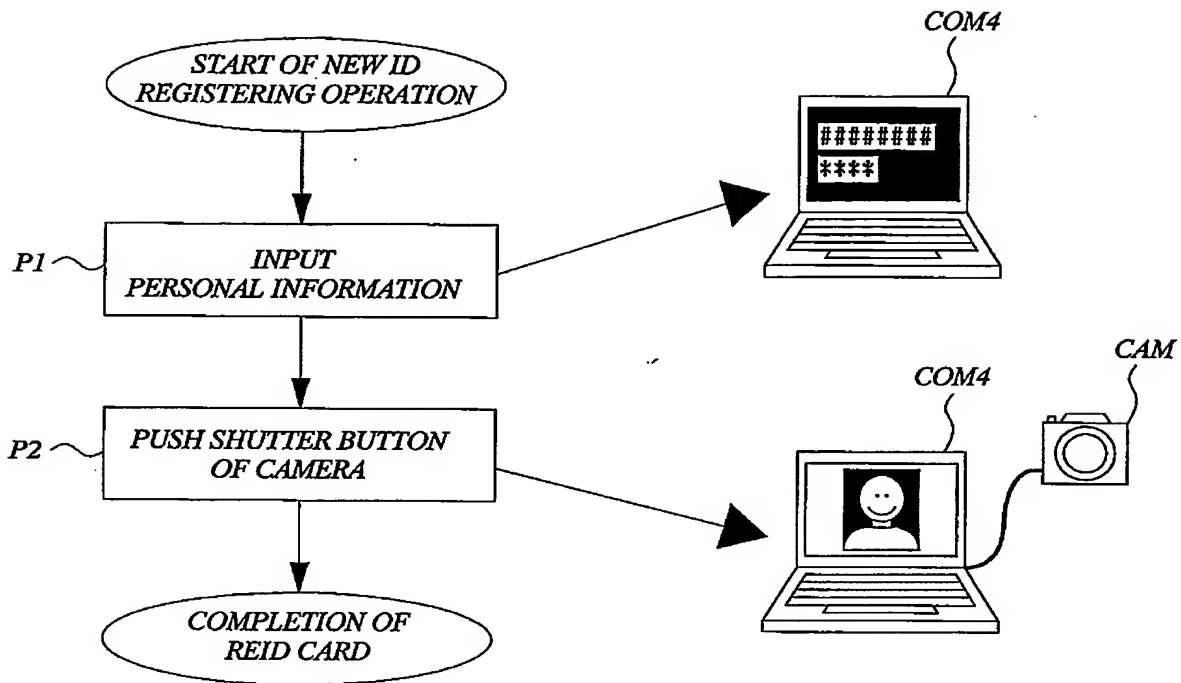 START OF NEW ID
REGISTERING OPERATION
COM4
########
****
P1
INPUT
PERSONAL INFORMATION
COM4
CAM
P2
PUSH SHUTTER BUTTON
OF CAMERA
COMPLETION OF
REID CARD